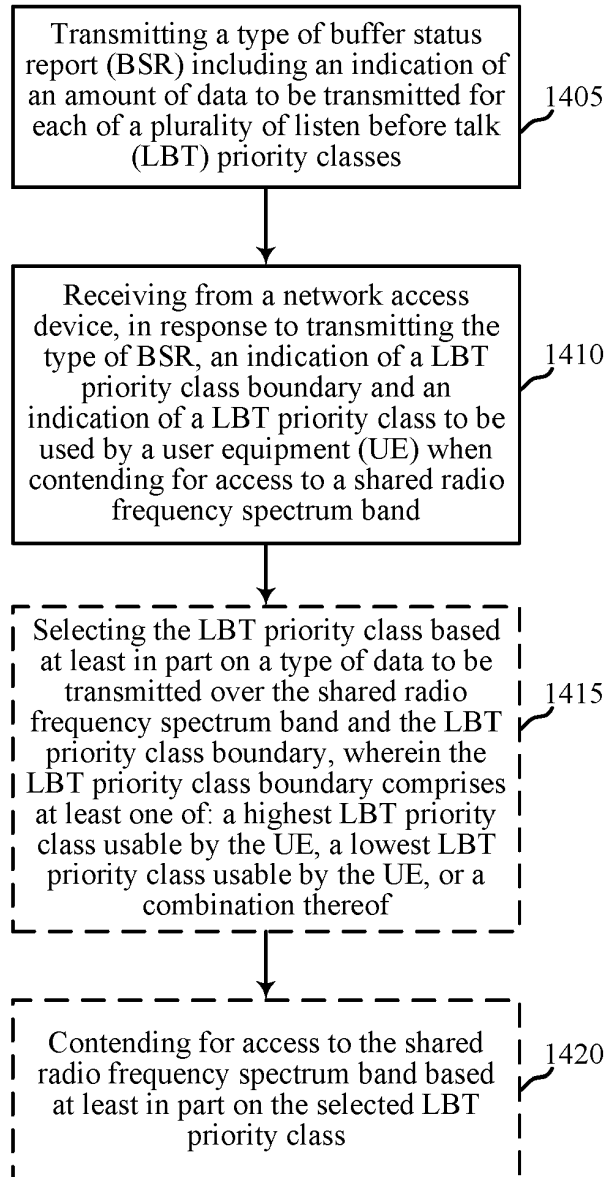 Transmitting a type of buffer status
report (BSR) including an indication of
an amount of data to be transmitted for
each of a plurality of listen before talk
(LBT) priority classes
1405
Receiving from a network access
device, in response to transmitting the
type of BSR, an indication of a LBT
priority class boundary and an
indication of a LBT priority class to be
used by a user equipment (UE) when
contending for access to a shared radio
frequency spectrum band
1410
Selecting the LBT priority class based
at least in part on a type of data to be
transmitted over the shared radio
frequency spectrum band and the LBT
priority class boundary, wherein the
LBT priority class boundary comprises
at least one of: a highest LBT priority
class usable by the UE, a lowest LBT
priority class usable by the UE, or a
combination thereof
1415
Contending for access to the shared
radio frequency spectrum band based
at least in part on the selected LBT
priority class
1420